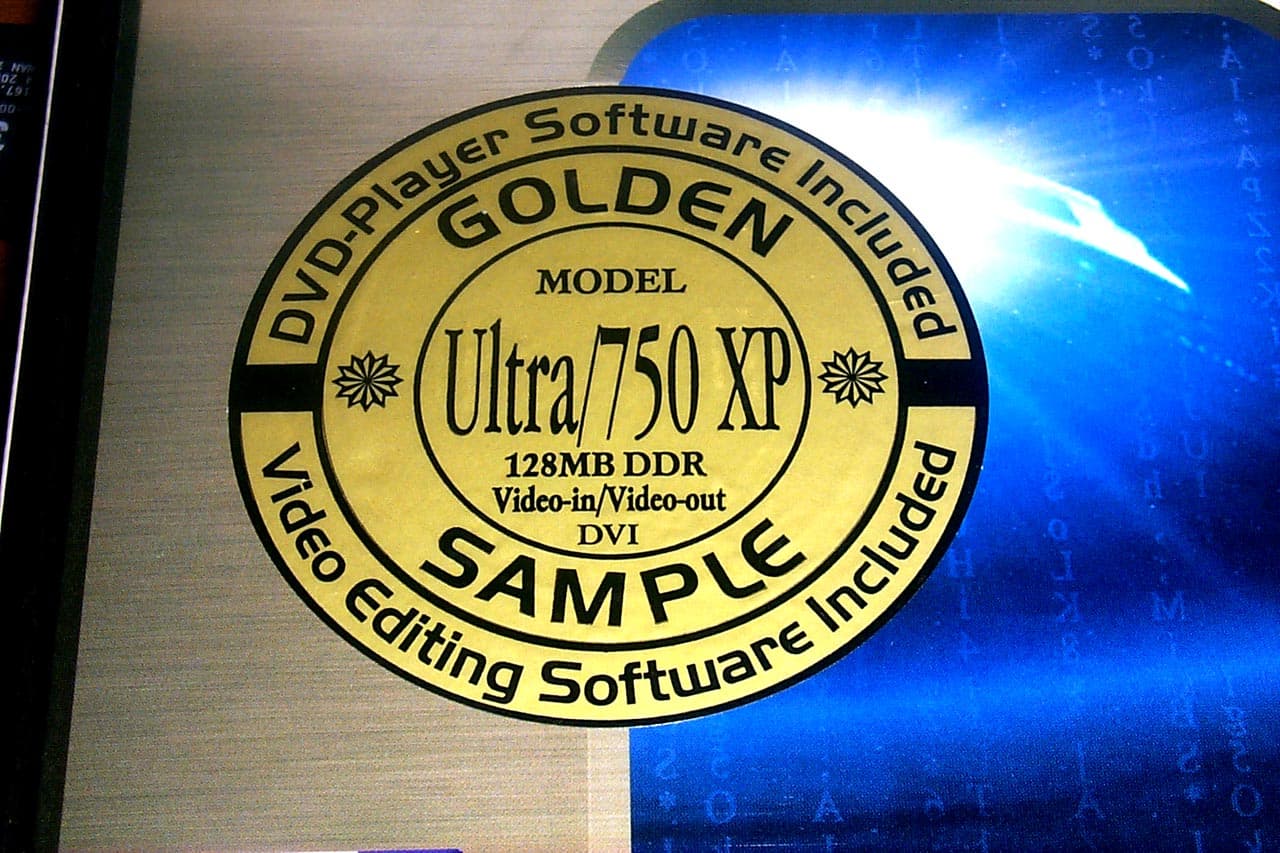 DVD-Player Software Included
GOLDEN
MODEL
Ultra/750 XP
128MB DDR
Video-in/Video-out
DVI
SAMPLE
Video Editing Software Included